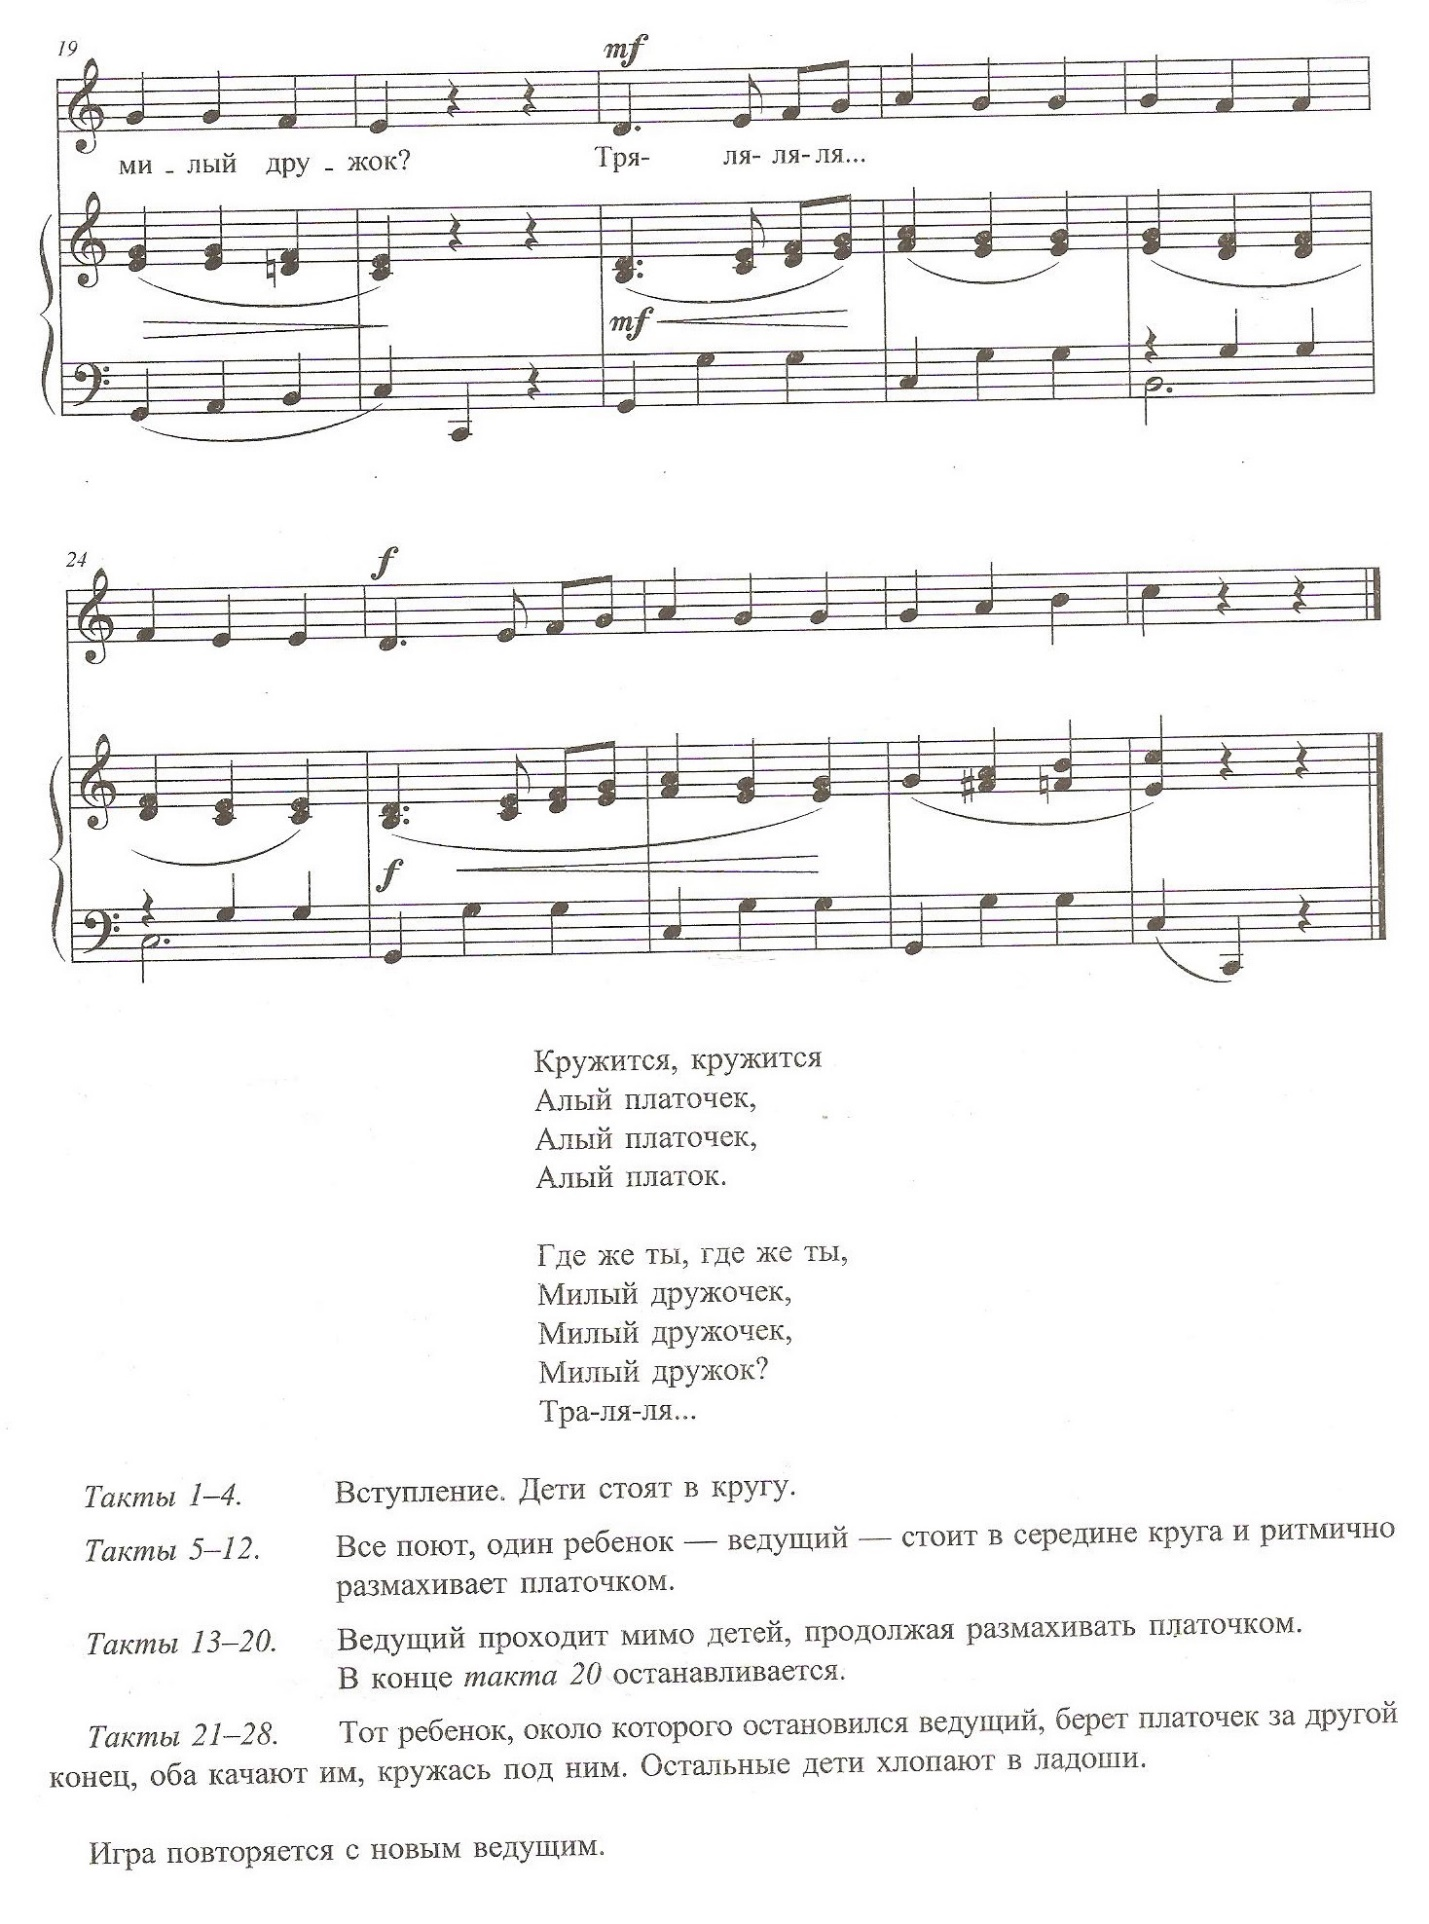 19
mf
ми - лый дру - жок? Тря- ля- ля-ля...
mf
24
f
f
Кружится, кружится
Алый платочек,
Алый платочек,
Алый платок.
Где же ты, где же ты,
Милый дружочек,
Милый дружочек,
Милый дружок?
Тра-ля-ля...
Такты 1–4. Вступление. Дети стоят в кругу.
Такты 5–12. Все поют, один ребенок — ведущий — стоит в середине круга и ритмично
размахивает платочком.
Такты 13–20. Ведущий проходит мимо детей, продолжая размахивать платочком.
В конце такта 20 останавливается.
Такты 21–28. Тот ребенок, около которого остановился ведущий, берет платочек за другой
конец, оба качают им, кружась под ним. Остальные дети хлопают в ладоши.
Игра повторяется с новым ведущим.